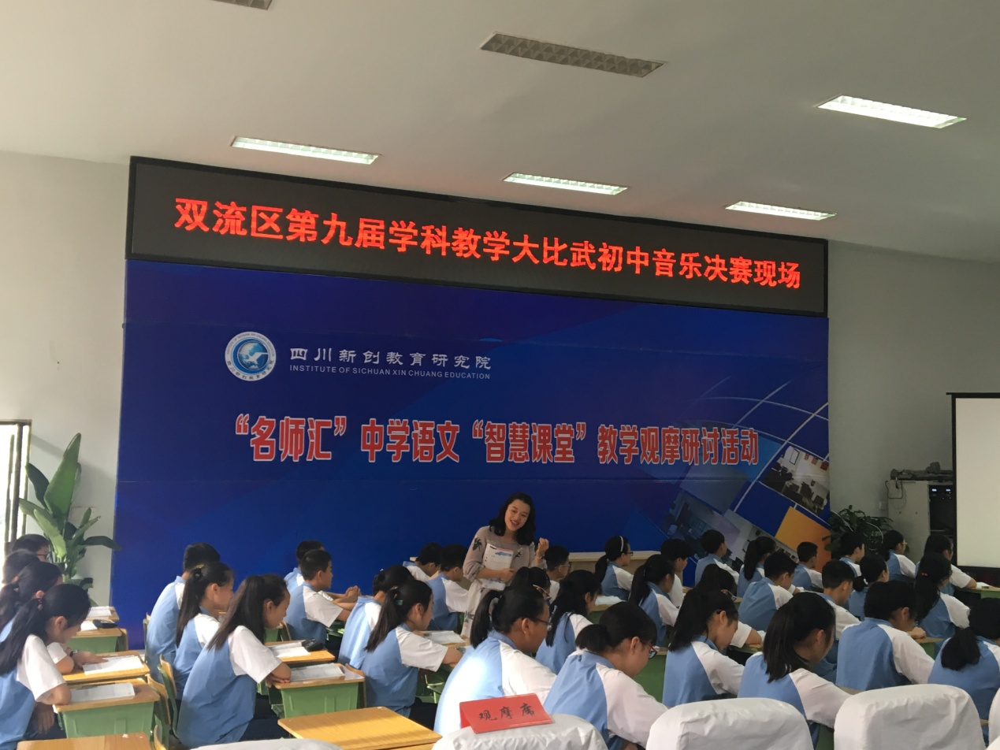 双流区第九届学科教学大比武初中音乐决赛现场
四川新创教育研究院
INSTITUTE OF SICHUAN XIN CHUANG EDUCATION
“名师汇”中学语文“智慧课堂”教学观摩研讨活动
观摩席